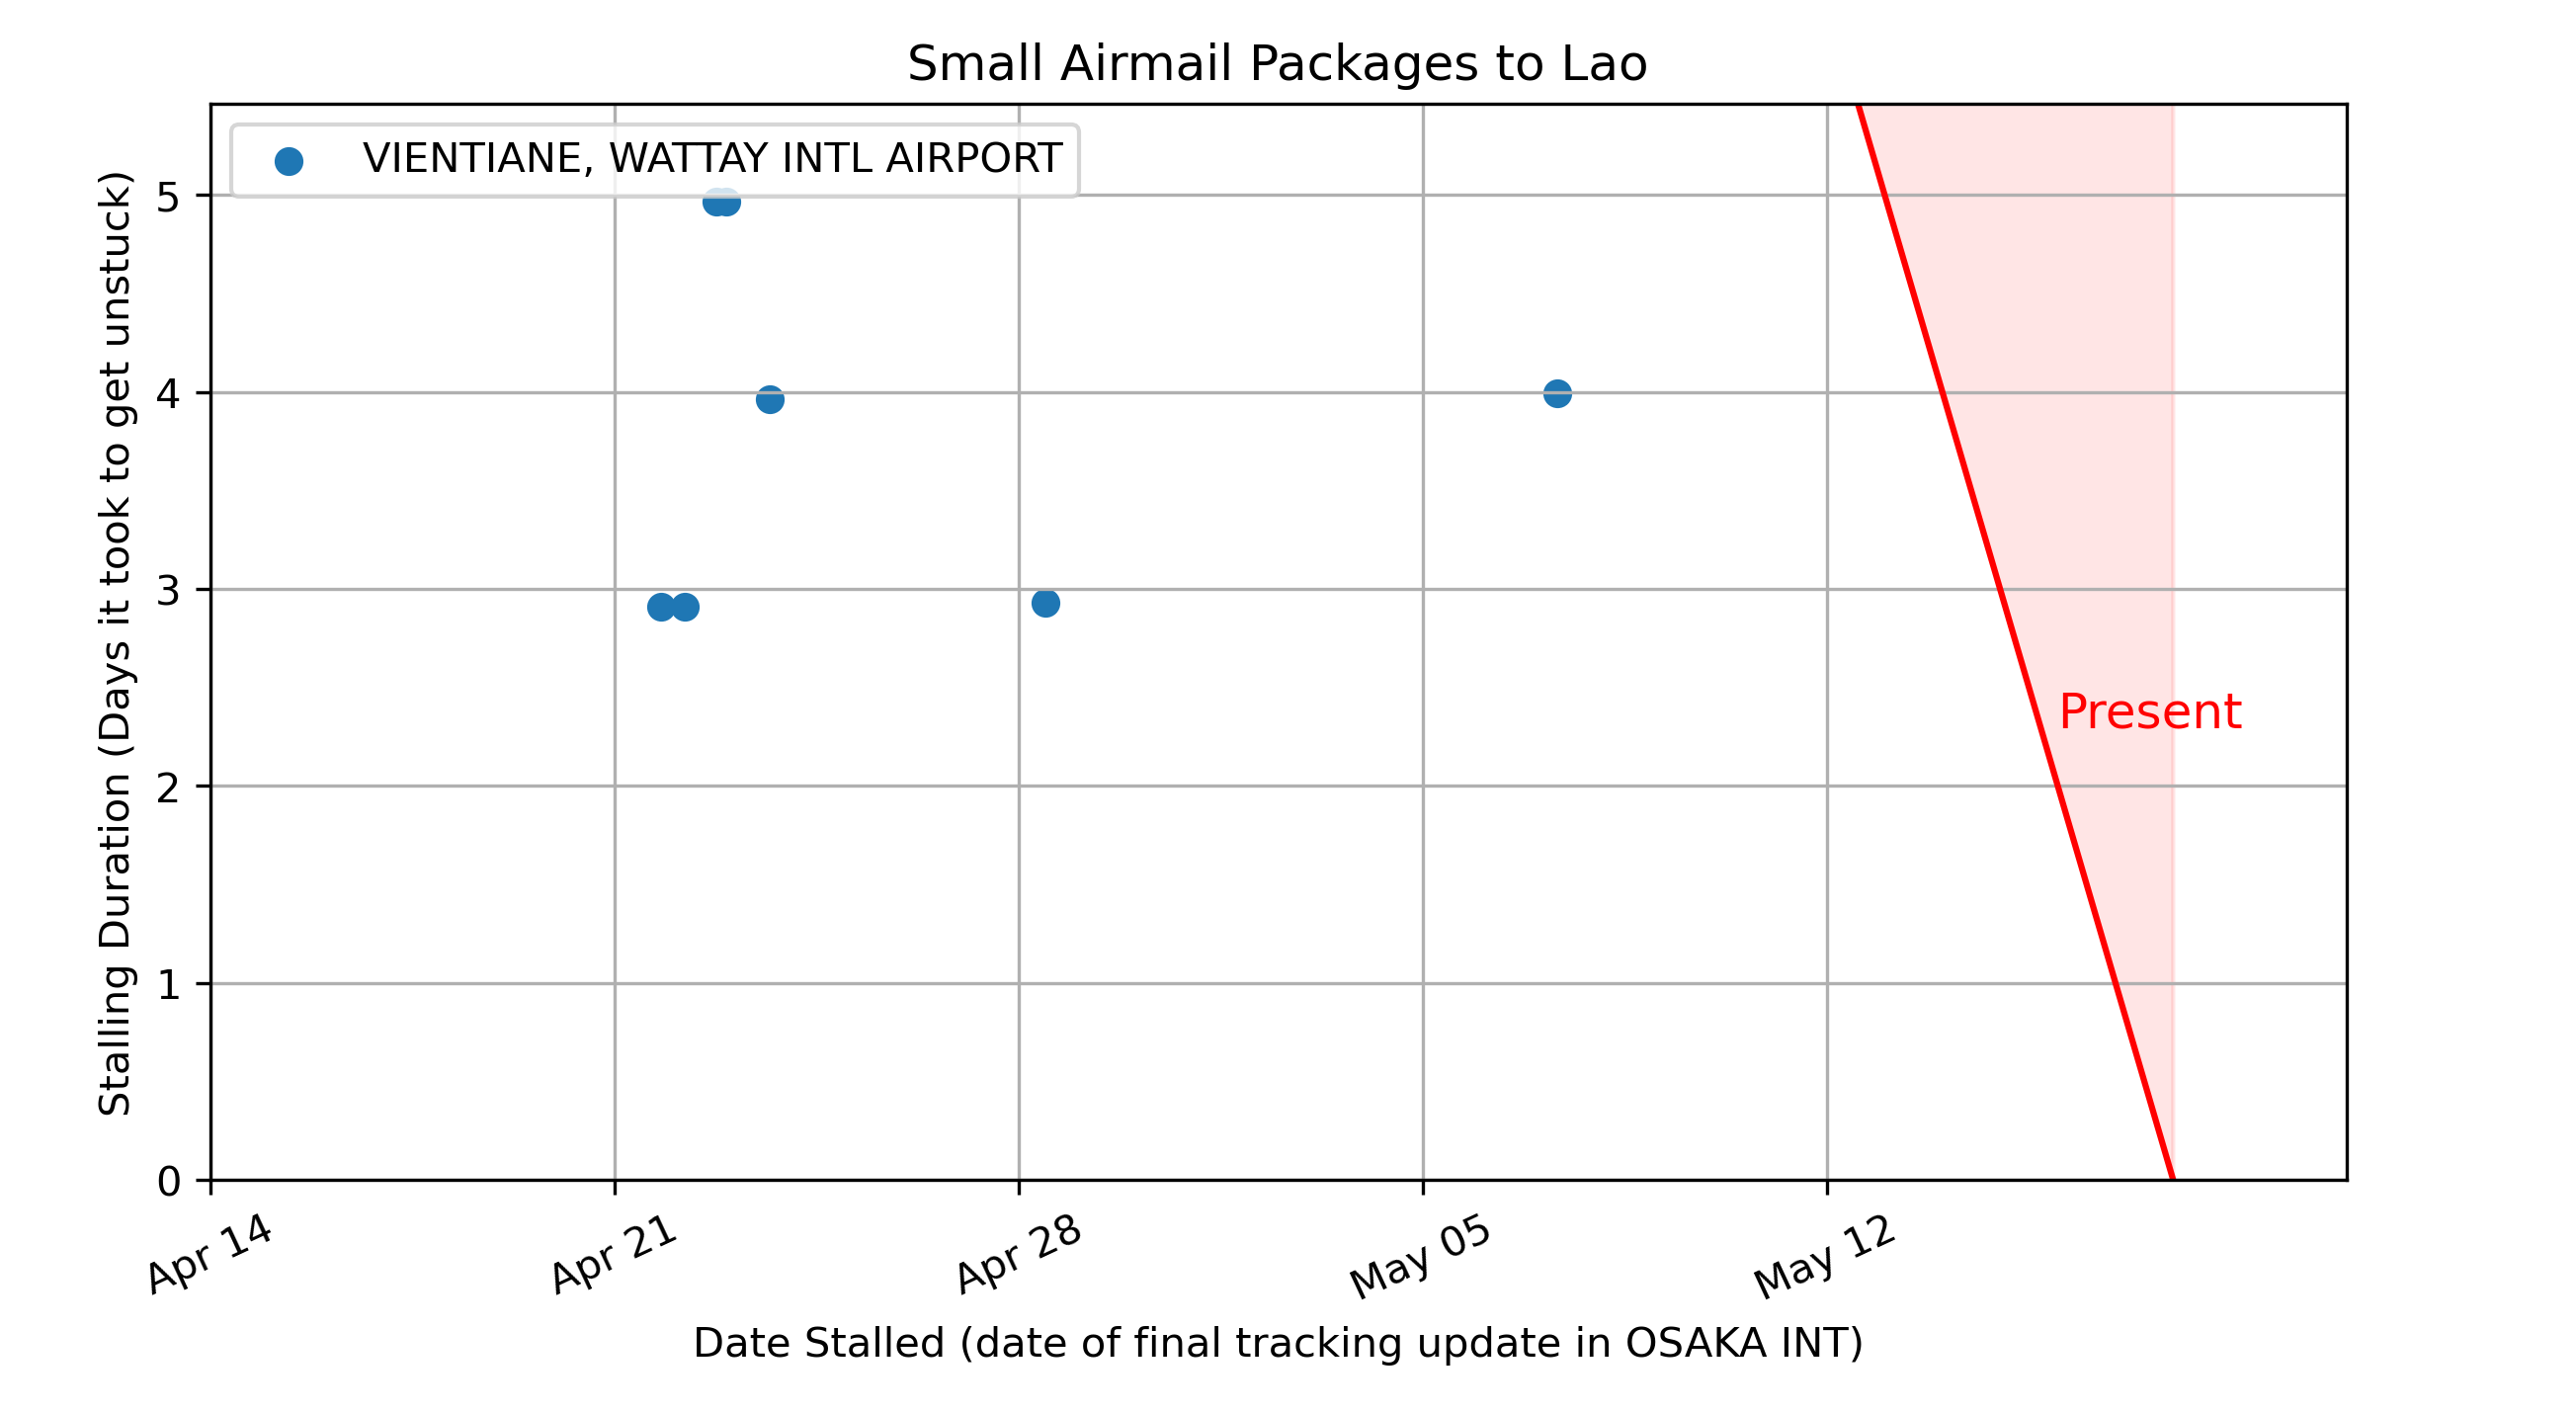 Small Airmail Packages to Lao
VIENTIANE, WATTAY INTL AIRPORT
Stalling Duration (Days it took to get unstuck)
5
4
3
2
1
0
Present
Apr 14
Apr 21
Apr 28
May 05
May 12
Date Stalled (date of final tracking update in OSAKA INT)